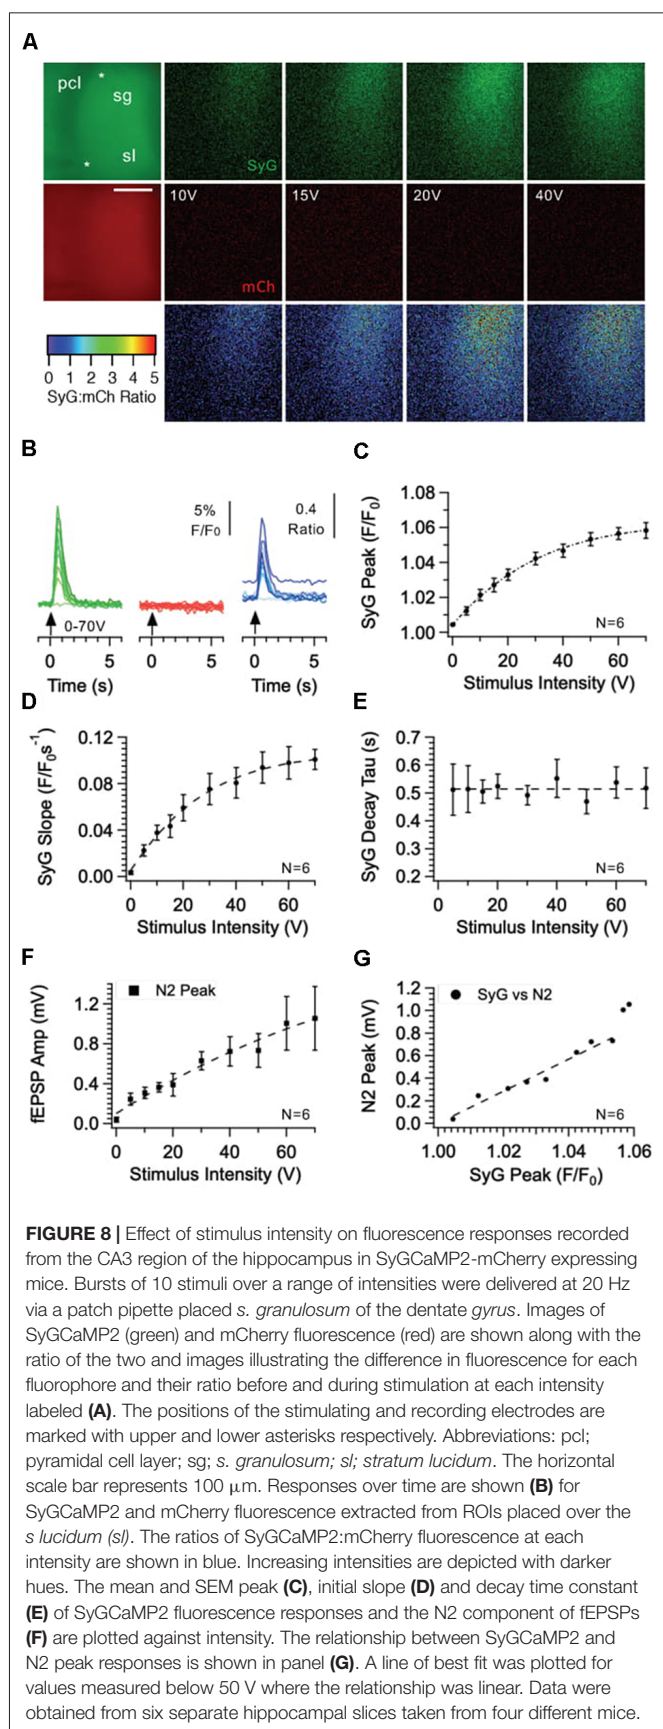 A
pcl
*
sg
*
sl
SyG
10V
15V
20V
40V
mCh
0 1 2 3 4 5
SyG:mCh Ratio
B
5%
F/F0
0.4
Ratio
0-70V
0 5
0 5
0 5
Time (s)
Time (s)
C
SyG Peak (F/F0)
1.08
1.06
1.04
1.02
1.00
N=6
0 20 40 60
Stimulus Intensity (V)
D
SyG Slope (F/F0s-1)
0.12
0.08
0.04
0.00
N=6
0 20 40 60
Stimulus Intensity (V)
E
SyG Decay Tau (s)
0.7
0.6
0.5
0.4
0.3
0.2
N=6
0 20 40 60
Stimulus Intensity (V)
F
fEPSP Amp (mV)
N2 Peak
1.2
0.8
0.4
0.0
N=6
0 20 40 60
Stimulus Intensity (V)
G
N2 Peak (mV)
SyG vs N2
1.2
1.0
0.8
0.6
0.4
0.2
0.0
N=6
1.00 1.02 1.04 1.06
SyG Peak (F/F0)
FIGURE 8 | Effect of stimulus intensity on fluorescence responses recorded
from the CA3 region of the hippocampus in SyGCaMP2-mCherry expressing
mice. Bursts of 10 stimuli over a range of intensities were delivered at 20 Hz
via a patch pipette placed s. granulosum of the dentate gyrus. Images of
SyGCaMP2 (green) and mCherry fluorescence (red) are shown along with the
ratio of the two and images illustrating the difference in fluorescence for each
fluorophore and their ratio before and during stimulation at each intensity
labeled (A). The positions of the stimulating and recording electrodes are
marked with upper and lower asterisks respectively. Abbreviations: pcl;
pyramidal cell layer; sg; s. granulosum; sl; stratum lucidum. The horizontal
scale bar represents 100 μm. Responses over time are shown (B) for
SyGCaMP2 and mCherry fluorescence extracted from ROIs placed over the
s lucidum (sl). The ratios of SyGCaMP2:mCherry fluorescence at each
intensity are shown in blue. Increasing intensities are depicted with darker
hues. The mean and SEM peak (C), initial slope (D) and decay time constant
(E) of SyGCaMP2 fluorescence responses and the N2 component of fEPSPs
(F) are plotted against intensity. The relationship between SyGCaMP2 and
N2 peak responses is shown in panel (G). A line of best fit was plotted for
values measured below 50 V where the relationship was linear. Data were
obtained from six separate hippocampal slices taken from four different mice.